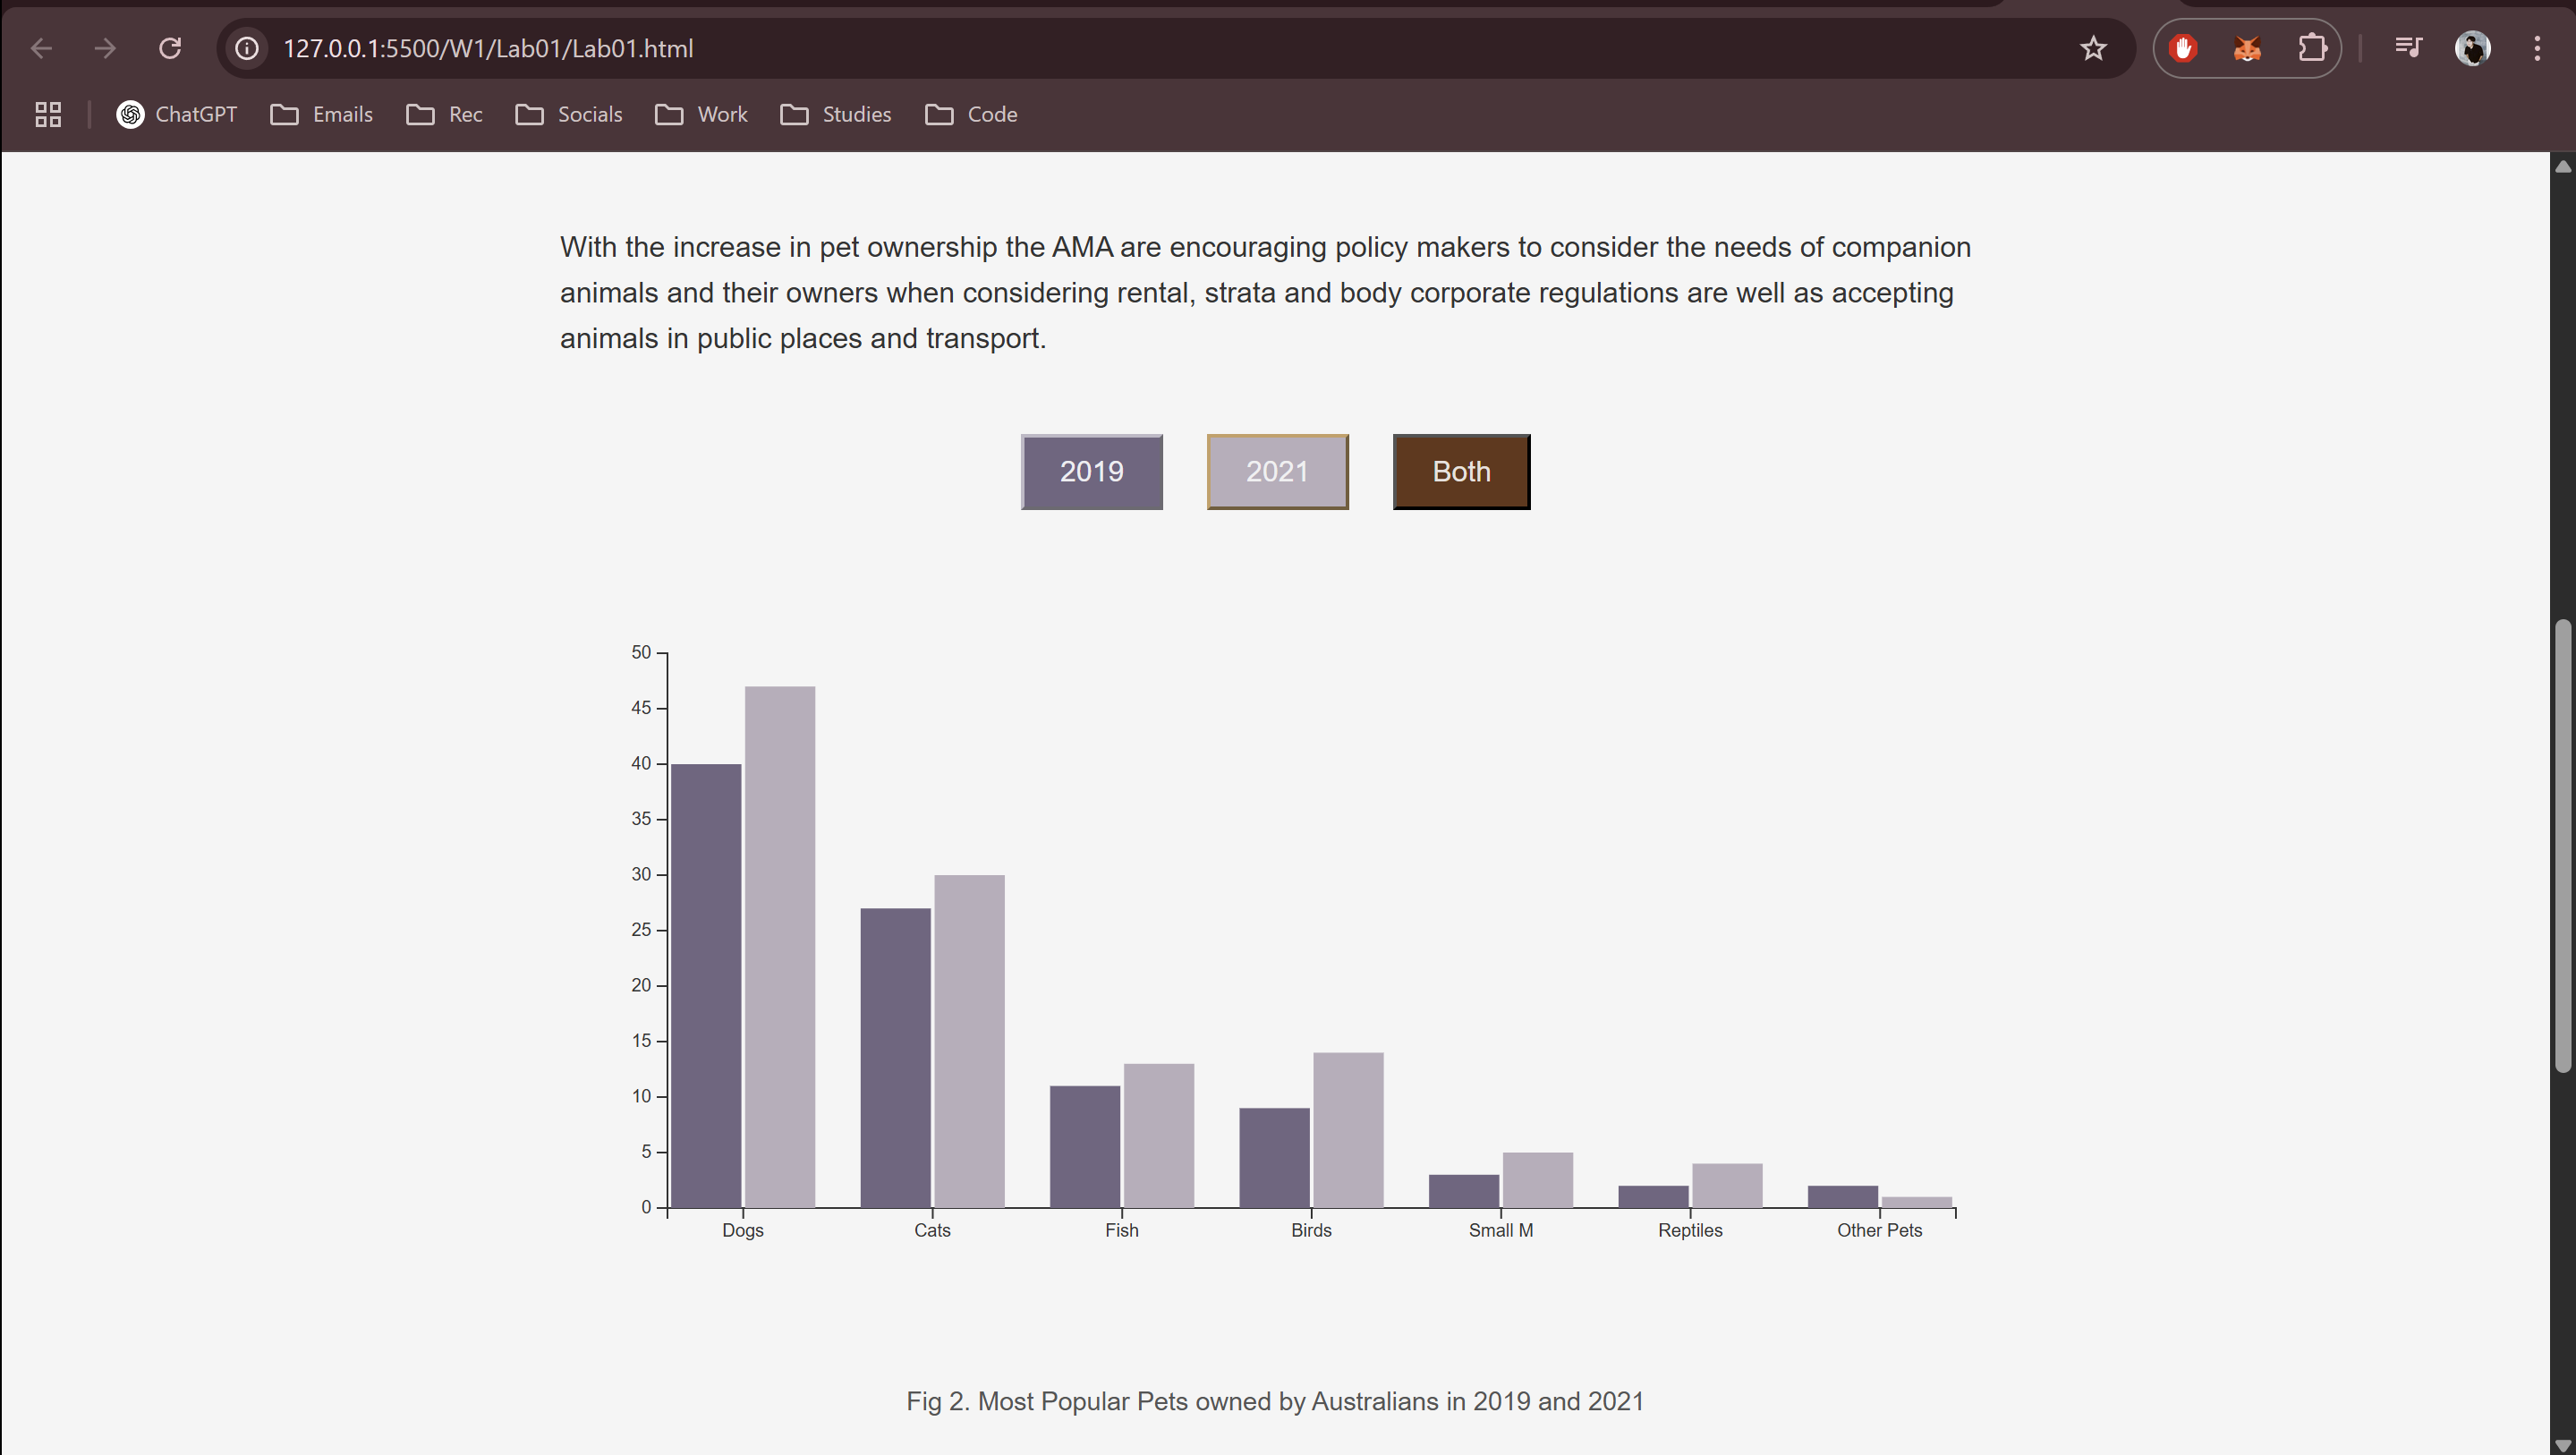 127.0.0.1:5500/W1/Lab01/Lab01.html
ChatGPT Emails Rec Socials Work Studies Code
With the increase in pet ownership the AMA are encouraging policy makers to consider the needs of companion
animals and their owners when considering rental, strata and body corporate regulations are well as accepting
animals in public places and transport.
2019 2021 Both
50
45
40
35
30
25
20
15
10
5
0
Dogs Cats Fish Birds Small M Reptiles Other Pets
Fig 2. Most Popular Pets owned by Australians in 2019 and 2021